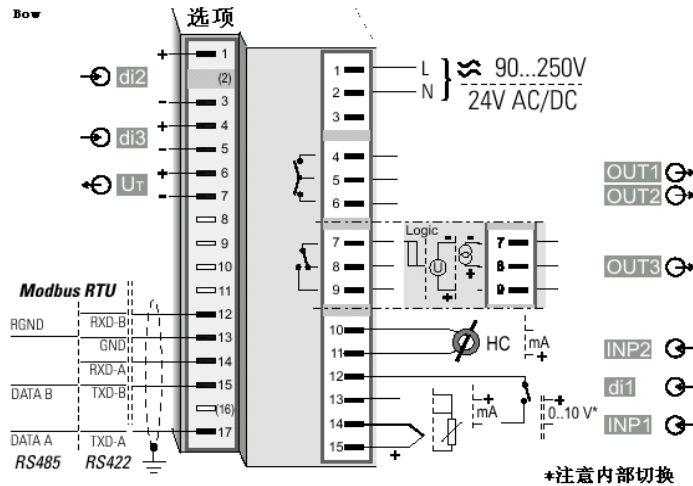 Bow
选项
+ 1
di2
(2)
- 3
+ 4
di3
- 5
+ 6
UT
- 7
8
9
10
11
Modbus RTU
12
RGND RXD-B
13
GND
14
RXD-A
15
DATA B TXD-B
(16)
17
DATA A TXD-A
RS485 RS422
1 L 90...250V
2 N 24V AC/DC
3
4
5
6
OUT1
OUT2
7 Logic - - 7
8 U 8
9 + + 9
OUT3
10
HC mA
11 +
INP2
12
di1
13 + mA + 0..10 V*
14
INP1
15 +
*注意内部切换